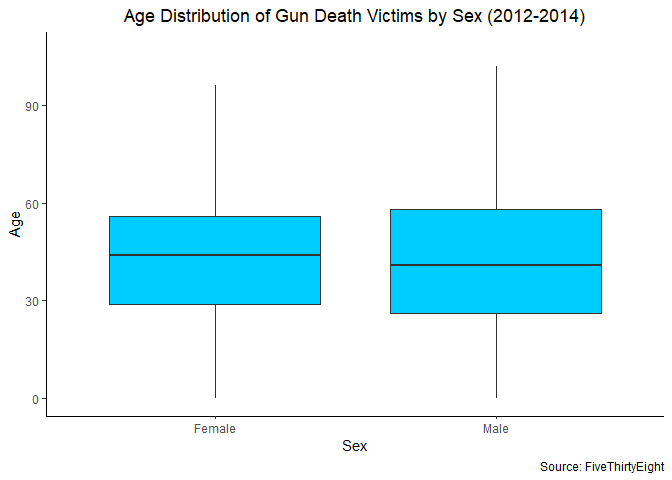 Age Distribution of Gun Death Victims by Sex (2012-2014)
90
60
30
0
Age
Female
Male
Sex
Source: FiveThirtyEight